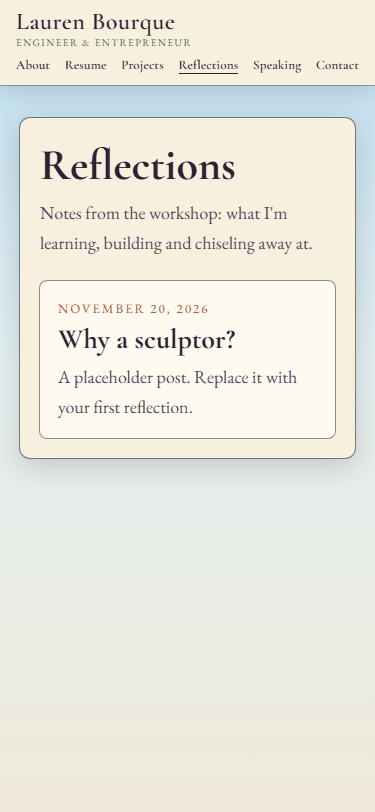 Lauren Bourque
ENGINEER & ENTREPRENEUR
About Resume Projects Reflections Speaking Contact
Reflections
Notes from the workshop: what I'm
learning, building and chiseling away at.
NOVEMBER 20, 2026
Why a sculptor?
A placeholder post. Replace it with
your first reflection.